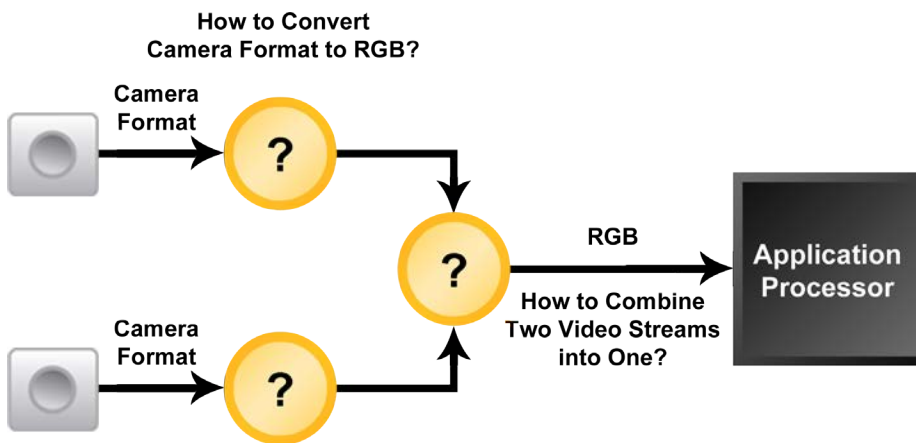 How to Convert
Camera Format to RGB?
Camera
Format
?
?
RGB
Application
Processor
How to Combine
Two Video Streams
into One?
Camera
Format
?